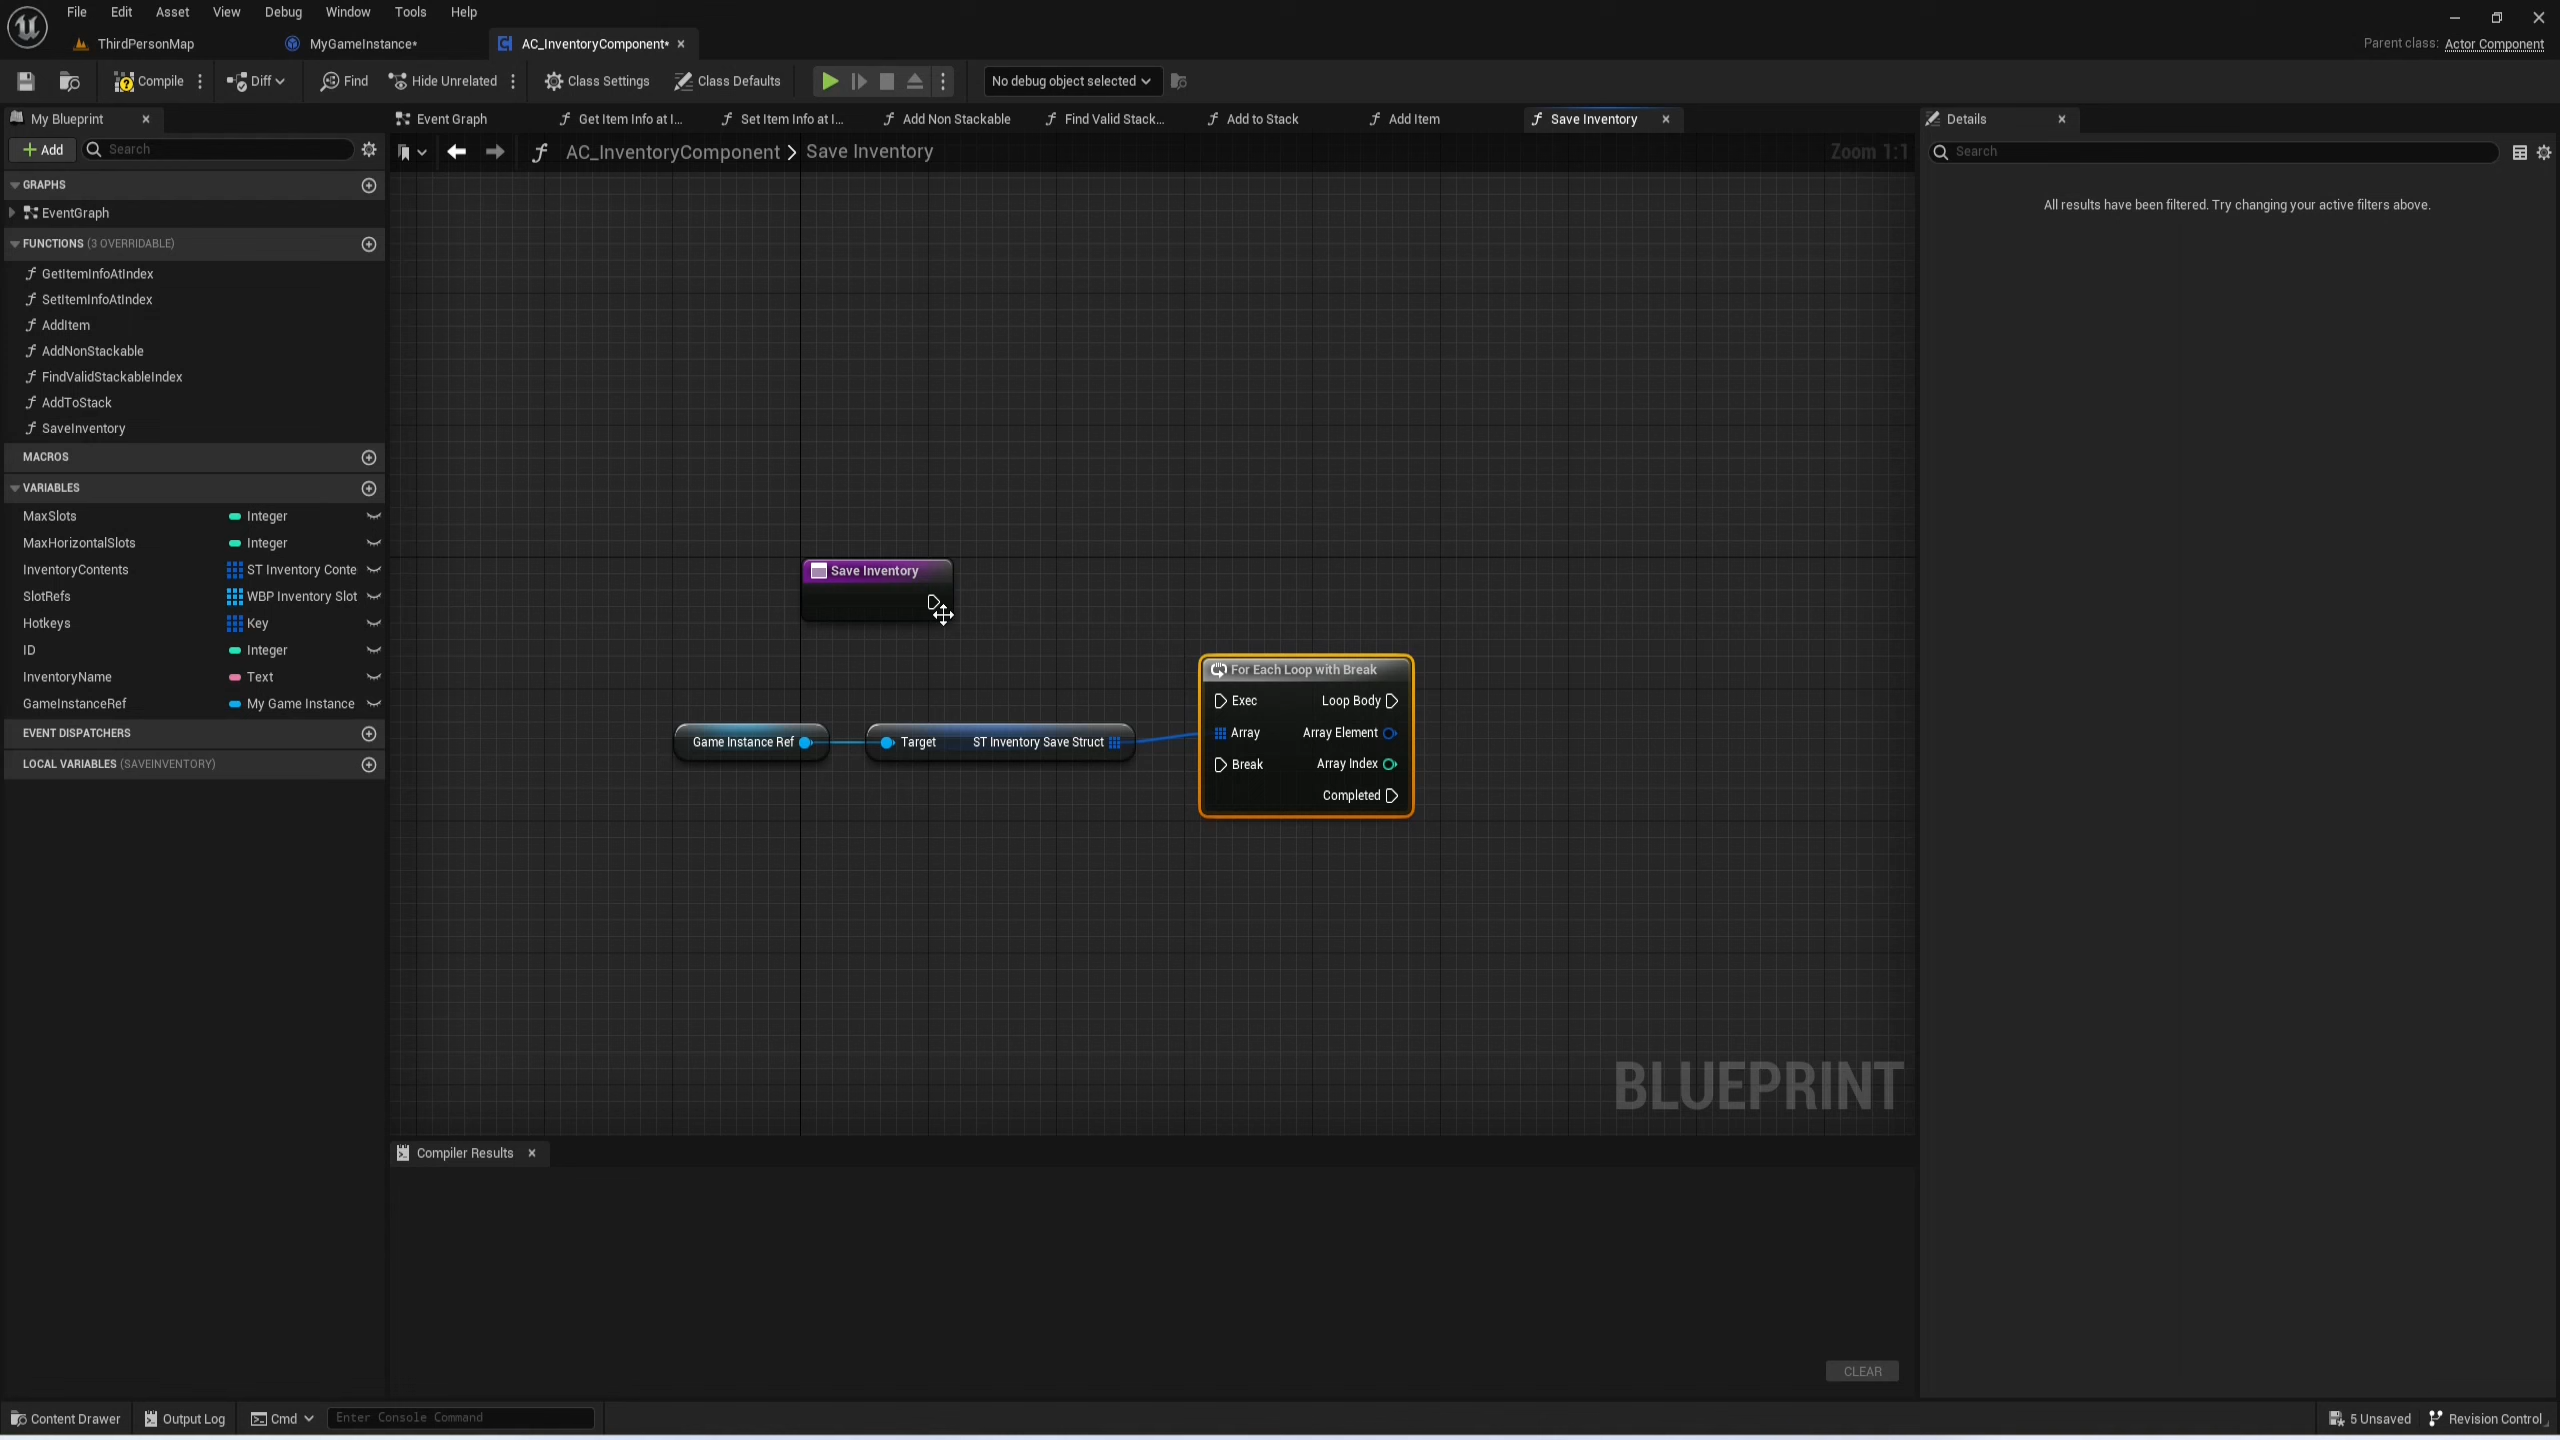 File Edit Asset View Debug Window Tools Help
ThirdPersonMap MyGameInstance* AC_InventoryComponent*
Parent class: Actor Component
Compile Diff Find Hide Unrelated Class Settings Class Defaults No debug object selected
My Blueprint
Event Graph Get Item Info at I... Set Item Info at I... Add Non Stackable Find Valid Stack... Add to Stack Add Item Save Inventory
Details
Add Search
AC_InventoryComponent > Save Inventory
Zoom 1:1
Search
All results have been filtered. Try changing your active filters above.
GRAPHS
EventGraph
FUNCTIONS (3 OVERRIDABLE)
GetItemInfoAtIndex
SetItemInfoAtIndex
AddItem
AddNonStackable
FindValidStackableIndex
AddToStack
SaveInventory
MACROS
VARIABLES
MaxSlots Integer
MaxHorizontalSlots Integer
InventoryContents ST Inventory Conte
SlotRefs WBP Inventory Slot
Hotkeys Key
ID Integer
InventoryName Text
GameInstanceRef My Game Instance
EVENT DISPATCHERS
LOCAL VARIABLES (SAVEINVENTORY)
Save Inventory
Game Instance Ref
Target ST Inventory Save Struct
For Each Loop with Break
Exec Loop Body
Array Array Element
Break Array Index
Completed
BLUEPRINT
Compiler Results
CLEAR
Content Drawer Output Log Cmd Enter Console Command
5 Unsaved Revision Control